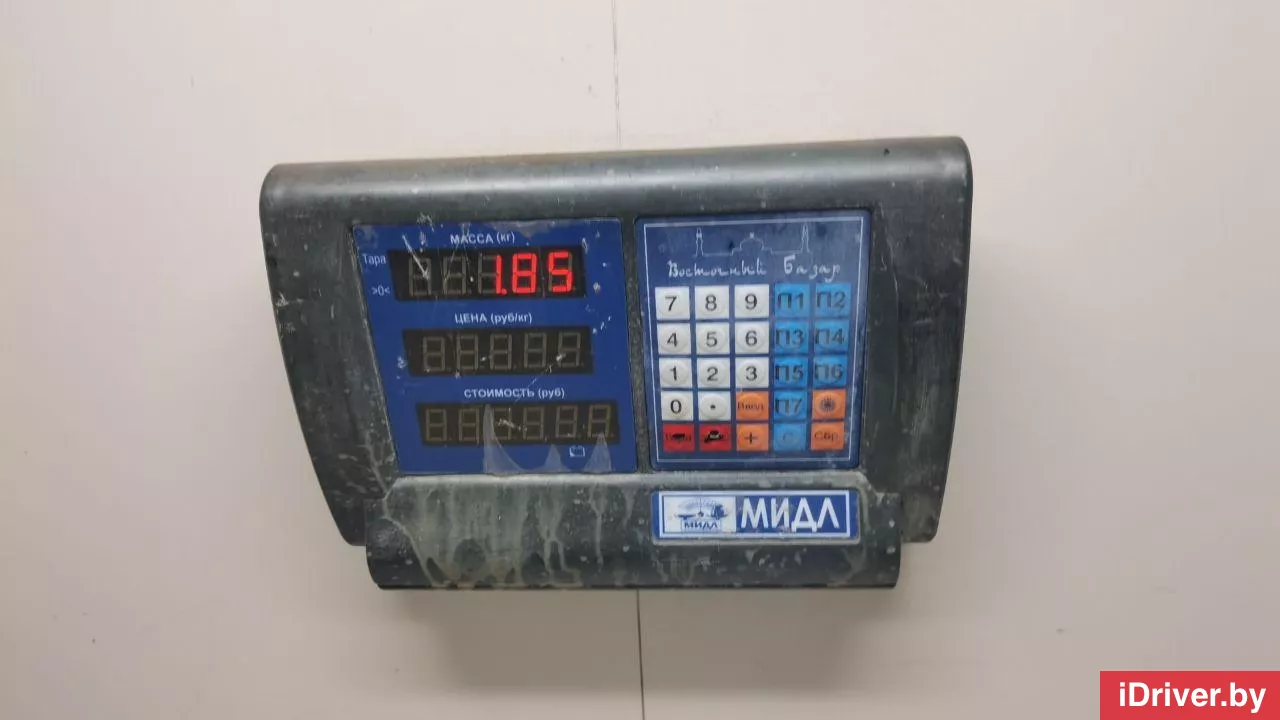 МАССА (кг)
Тара
1.85
>0<
ЦЕНА (руб/кг)
СТОИМОСТЬ (руб)
Восточный Базар
7 8 9 П1 П2
4 5 6 П3 П4
1 2 3 П5 П6
0 . Ввод П7
+ С Сбр
МИДЛ
МИДЛ
iDriver.by